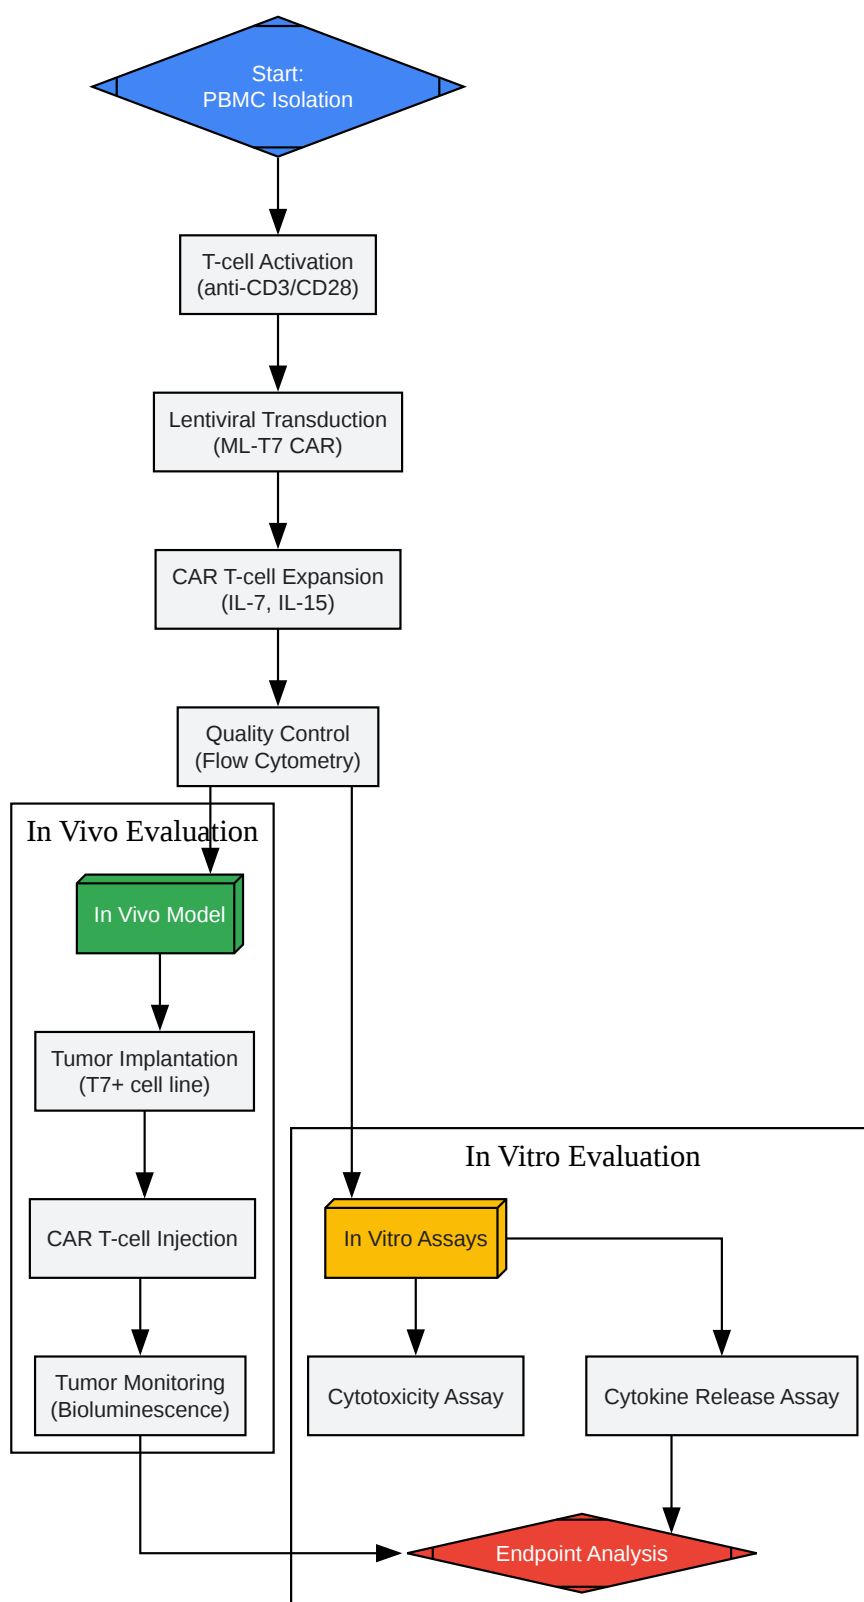 Start:
PBMC Isolation
T-cell Activation
(anti-CD3/CD28)
Lentiviral Transduction
(ML-T7 CAR)
CAR T-cell Expansion
(IL-7, IL-15)
Quality Control
(Flow Cytometry)
In Vivo Evaluation
In Vivo Model
Tumor Implantation
(T7+ cell line)
CAR T-cell Injection
Tumor Monitoring
(Bioluminescence)
In Vitro Evaluation
In Vitro Assays
Cytotoxicity Assay
Cytokine Release Assay
Endpoint Analysis